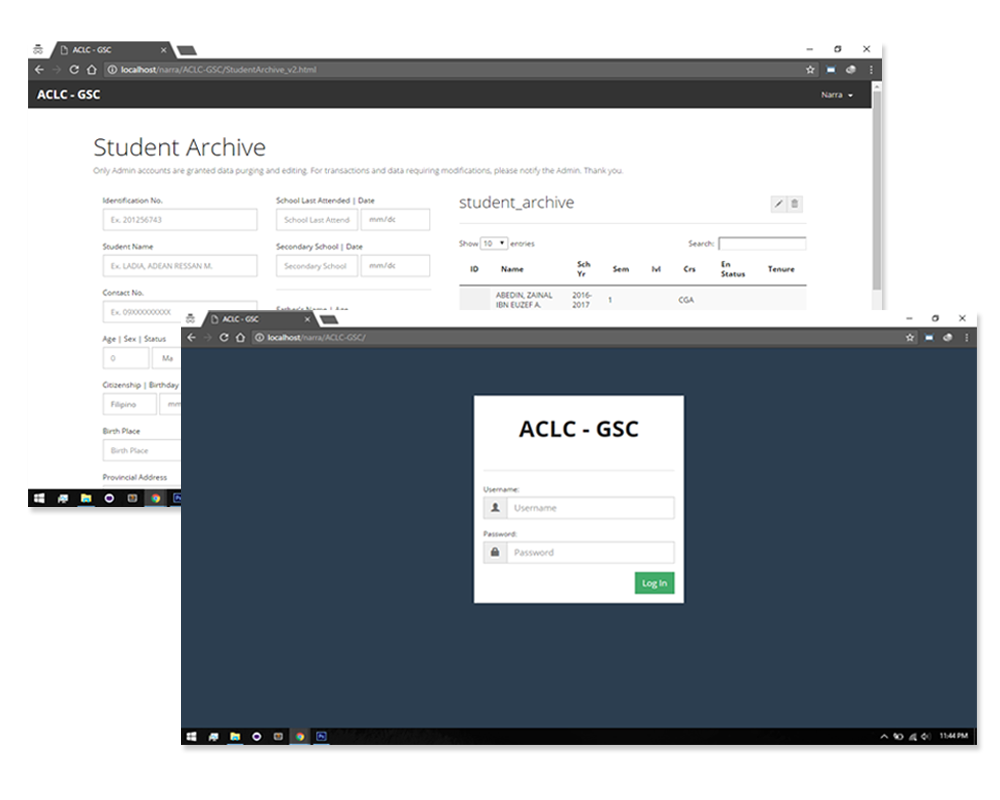 ACLC - GSC
localhost/narra/ACLC-GSC/StudentArchive_v2.html
ACLC - GSC
Narra
Student Archive
Only Admin accounts are granted data purging and editing. For transactions and data requiring modifications, please notify the Admin. Thank you.
Identification No.
Ex. 201256743
Student Name
Ex. LADIA, ADEAN RESSAN M.
Contact No.
Ex. 09XXXXXXXXX
Age | Sex | Status
0 Ma
Citizenship | Birthday
Filipino mm
Birth Place
Birth Place
Provincial Address
School Last Attended | Date
School Last Attend mm/dc
Secondary School | Date
Secondary School mm/dc
Father's Name | Age
student_archive
Show 10 entries Search:
ID Name Sch Yr Sem lvl Crs En Status Tenure
ABEDIN, ZAINAL IBN EUZEF A. 2016-2017 1 CGA
ACLC - GSC
localhost/narra/ACLC-GSC/
ACLC - GSC
Username:
Username
Password:
Password
Log In
Ps
11:44 PM